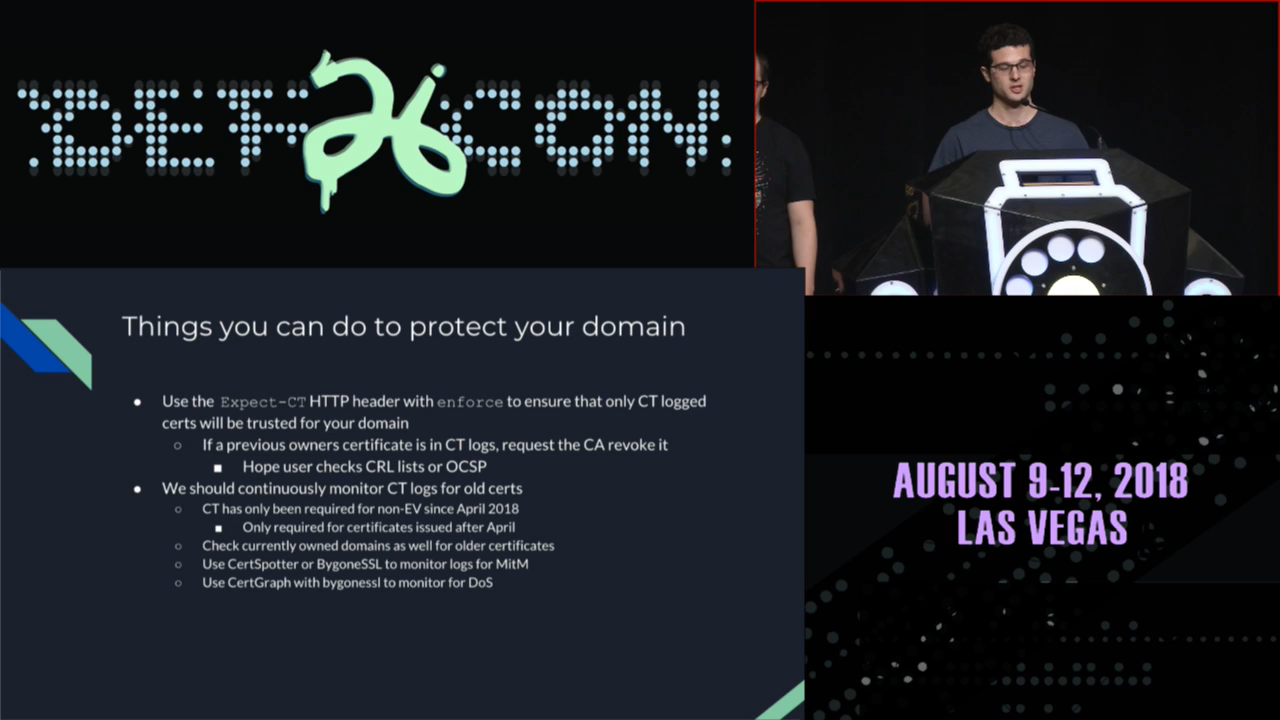 DEF 26 CON
Things you can do to protect your domain
Use the Expect-CT HTTP header with enforce to ensure that only CT logged
certs will be trusted for your domain
If a previous owners certificate is in CT logs, request the CA revoke it
Hope user checks CRL lists or OCSP
We should continuously monitor CT logs for old certs
CT has only been required for non-EV since April 2018
Only required for certificates issued after April
Check currently owned domains as well for older certificates
Use CertSpotter or BygoneSSL to monitor logs for MitM
Use CertGraph with bygonessl to monitor for DoS
AUGUST 9-12, 2018
LAS VEGAS